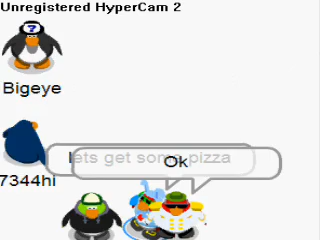 Unregistered HyperCam 2
Bigeye
lets get some pizza
Ok
7344hi